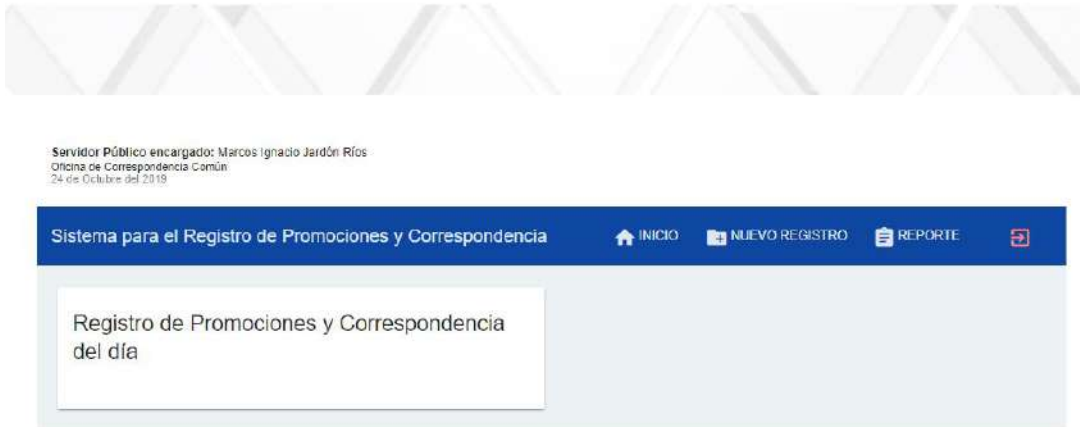 Servidor Público encargado: Marcos Ignacio Jardón Ríos
Oficina de Correspondencia Común
24 de Octubre del 2019
Sistema para el Registro de Promociones y Correspondencia INICIO NUEVO REGISTRO REPORTE
Registro de Promociones y Correspondencia
del día